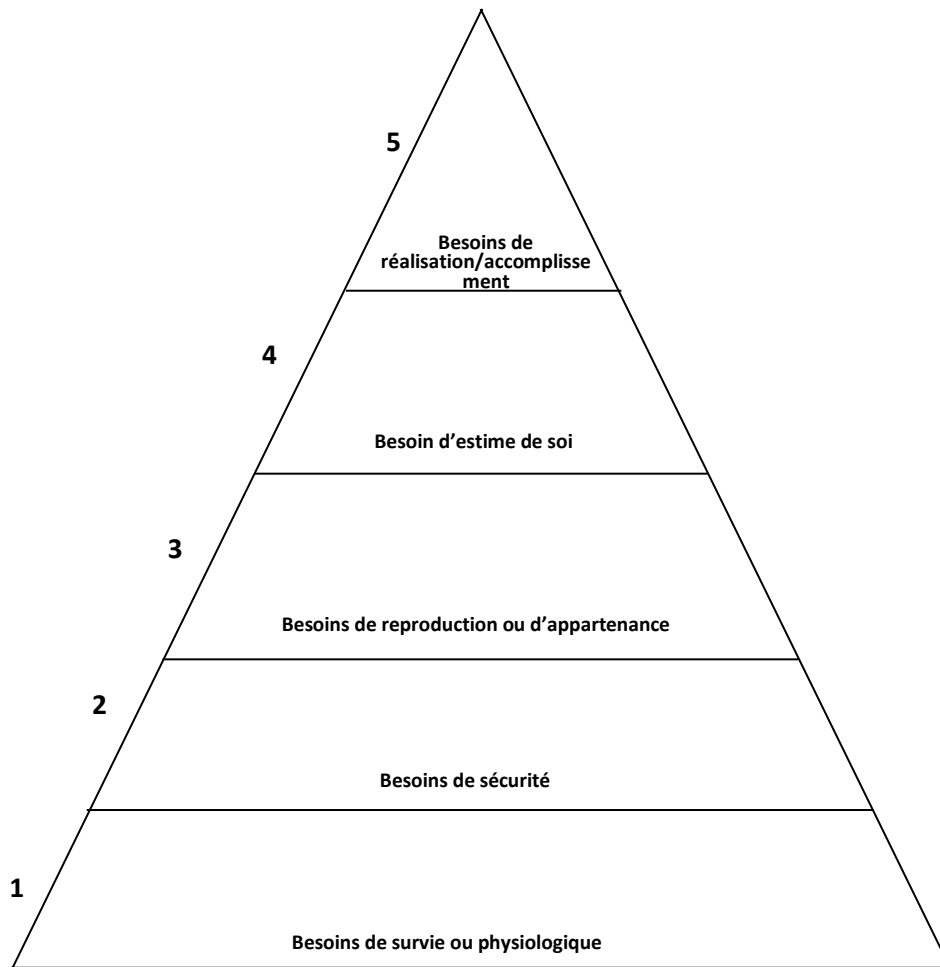 5
Besoins de
réalisation/accomplisse
ment
4
Besoin d'estime de soi
3
Besoins de reproduction ou d'appartenance
2
Besoins de sécurité
1
Besoins de survie ou physiologique